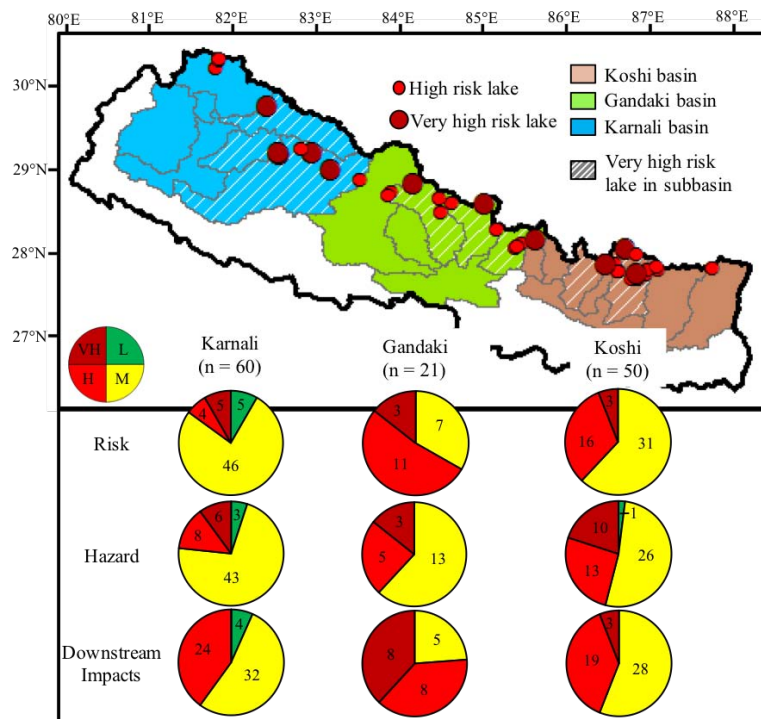 80°E 81°E 82°E 83°E 84°E 85°E 86°E 87°E 88°E
30°N
29°N
28°N
27°N
High risk lake
Very high risk lake
Koshi basin
Gandaki basin
Karnali basin
Very high risk
lake in subbasin
VH L
H M
Karnali
(n = 60)
Gandaki
(n = 21)
Koshi
(n = 50)
Risk
4 5 5
46
3 7
11
3
16 31
Hazard
6 3
8
43
3
5 13
10 1
13 26
Downstream
Impacts
24 4
32
5
8 8
3
19 28